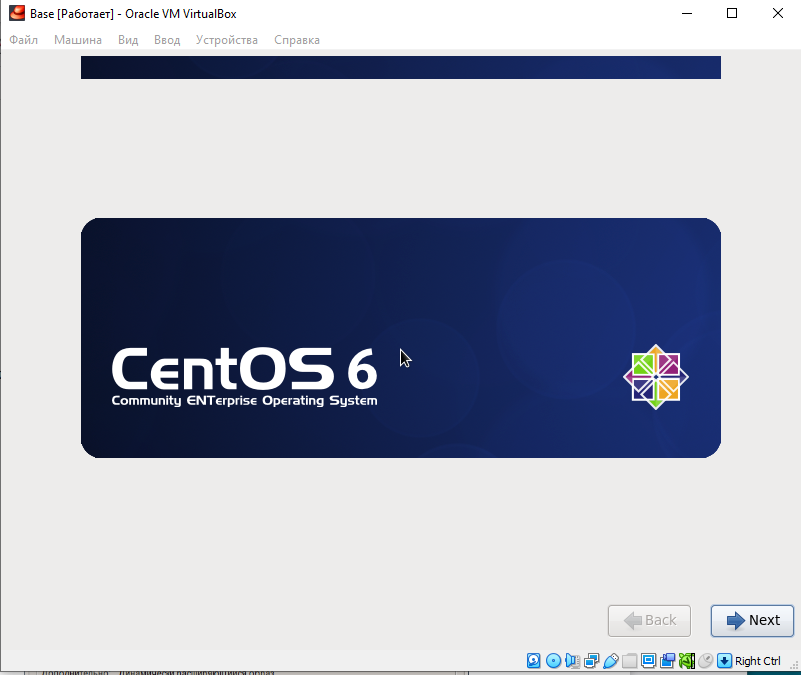 Base [Работает] - Oracle VM VirtualBox
Файл Машина Вид Ввод Устройства Справка
CentOS 6
Community ENTerprise Operating System
Back Next
Right Ctrl